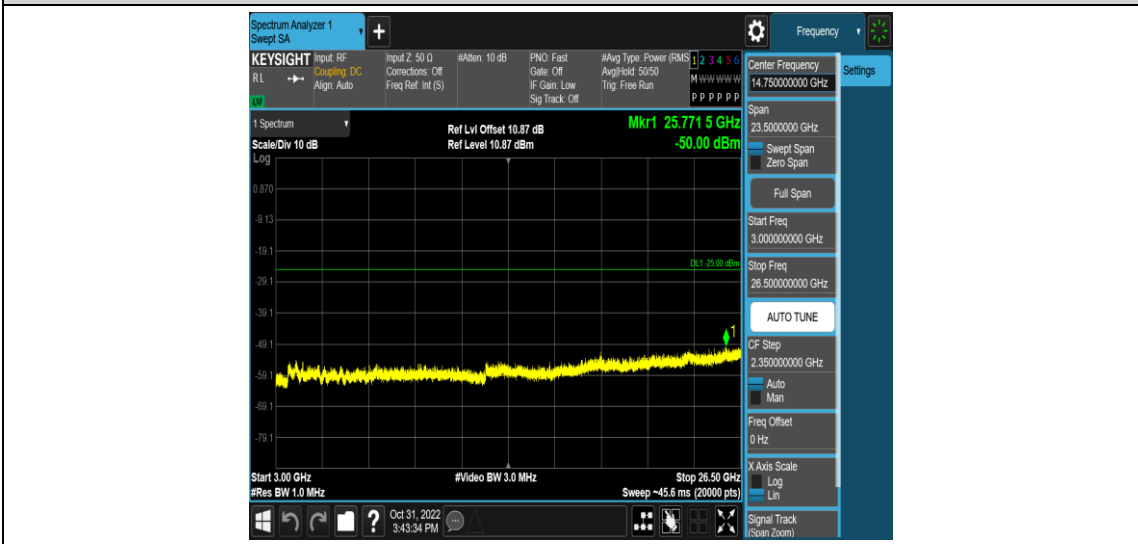 Spectrum Analyzer 1
Swept SA
+
Frequency
KEYSIGHT
RL
LXI
Input: RF
Coupling: DC
Align: Auto
Input Z: 50 Ω
Corrections: Off
Freq Ref: Int (S)
#Atten: 10 dB
PNO: Fast
Gate: Off
IF Gain: Low
Sig Track: Off
#Avg Type: Power (RMS
Avg|Hold: 50/50
Trig: Free Run
1 2 3 4 5 6
M W W W W W
P P P P P P
1 Spectrum
Scale/Div 10 dB
Log
Ref Lvl Offset 10.87 dB
Ref Level 10.87 dBm
Mkr1 25.771 5 GHz
-50.00 dBm
0.870
-9.13
-19.1
DL1 -25.00 dBm
-29.1
-39.1
1
-49.1
-59.1
-69.1
-79.1
Start 3.00 GHz
#Video BW 3.0 MHz
Stop 26.50 GHz
#Res BW 1.0 MHz
Sweep ~45.6 ms (20000 pts)
?
Oct 31, 2022
3:43:34 PM
Center Frequency
14.750000000 GHz
Settings
Span
23.5000000 GHz
Swept Span
Zero Span
Full Span
Start Freq
3.000000000 GHz
Stop Freq
26.500000000 GHz
AUTO TUNE
CF Step
2.350000000 GHz
Auto
Man
Freq Offset
0 Hz
X Axis Scale
Log
Lin
Signal Track
(Span Zoom)